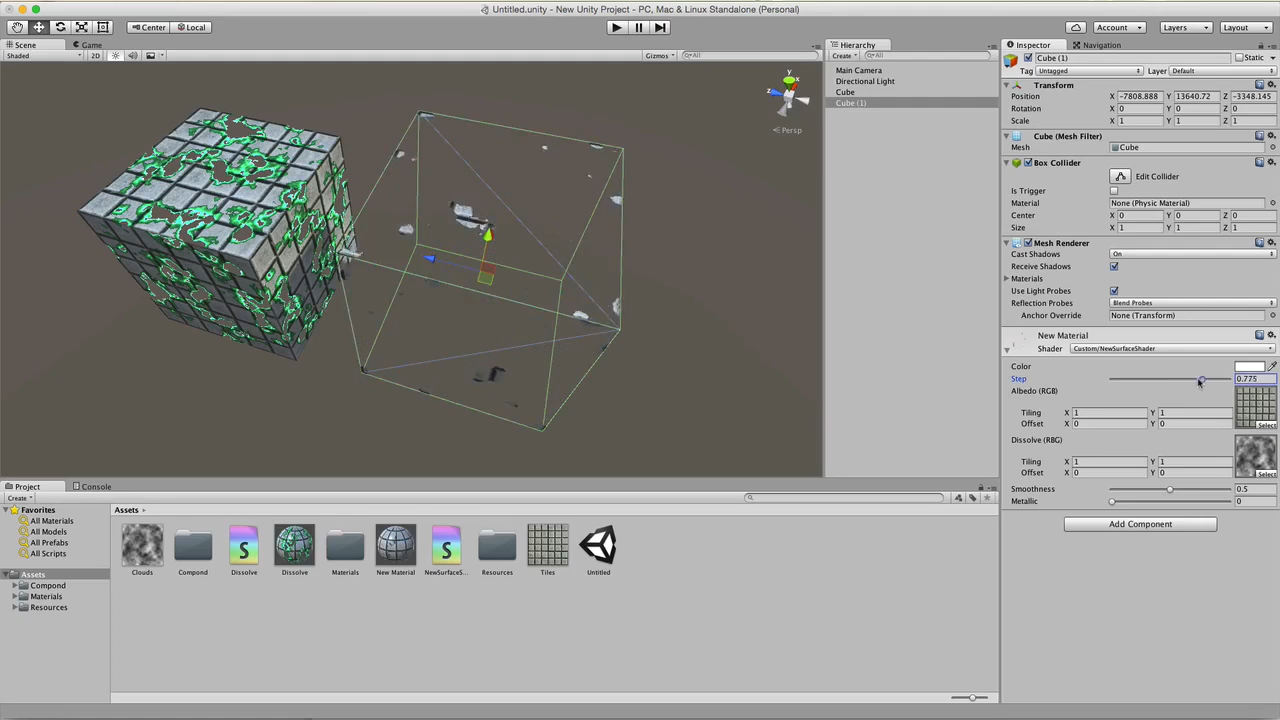 Untitled.unity - New Unity Project - PC, Mac & Linux Standalone (Personal)
Center Local Account Layers Layout
Scene Game
Shaded 2D Gizmos All
y x z
Persp
Hierarchy
Create All
Main Camera
Directional Light
Cube
Cube (1)
Inspector Navigation
Cube (1) Static
Tag Untagged Layer Default
Transform
Position X -7808.888 Y 13640.72 Z -3348.145
Rotation X 0 Y 0 Z 0
Scale X 1 Y 1 Z 1
Cube (Mesh Filter)
Mesh Cube
Box Collider
Edit Collider
Is Trigger
Material None (Physic Material)
Center X 0 Y 0 Z 0
Size X 1 Y 1 Z 1
Mesh Renderer
Cast Shadows On
Receive Shadows
Materials
Use Light Probes
Reflection Probes Blend Probes
Anchor Override None (Transform)
New Material
Shader Custom/NewSurfaceShader
Color
Step 0.775
Albedo (RGB)
Tiling X 1 Y 1
Offset X 0 Y 0 Select
Dissolve (RBG)
Tiling X 1 Y 1
Offset X 0 Y 0 Select
Smoothness 0.5
Metallic 0
Add Component
Project Console
Create
Favorites
All Materials
All Models
All Prefabs
All Scripts
Assets
Compond
Materials
Resources
Assets
Clouds Compond Dissolve Dissolve Materials New Material NewSurfaceS... Resources Tiles Untitled